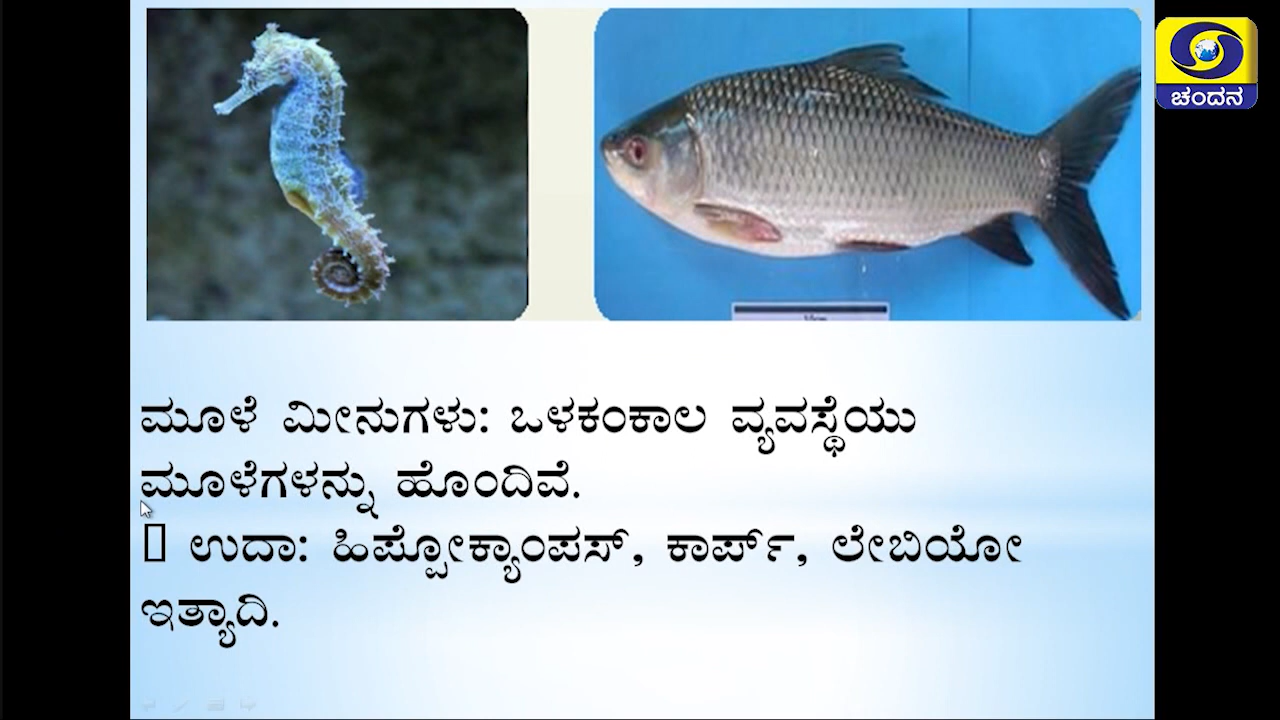 ಚಂದನ
ಮೂಳೆ ಮೀನುಗಳು: ಒಳಕಂಕಾಲ ವ್ಯವಸ್ಥೆಯು
ಮೂಳೆಗಳನ್ನು ಹೊಂದಿವೆ.
ಉದಾ: ಹಿಪ್ಪೋಕ್ಯಾಂಪಸ್, ಕಾರ್ಪ್, ಲೇಬಿಯೋ
ಇತ್ಯಾದಿ.